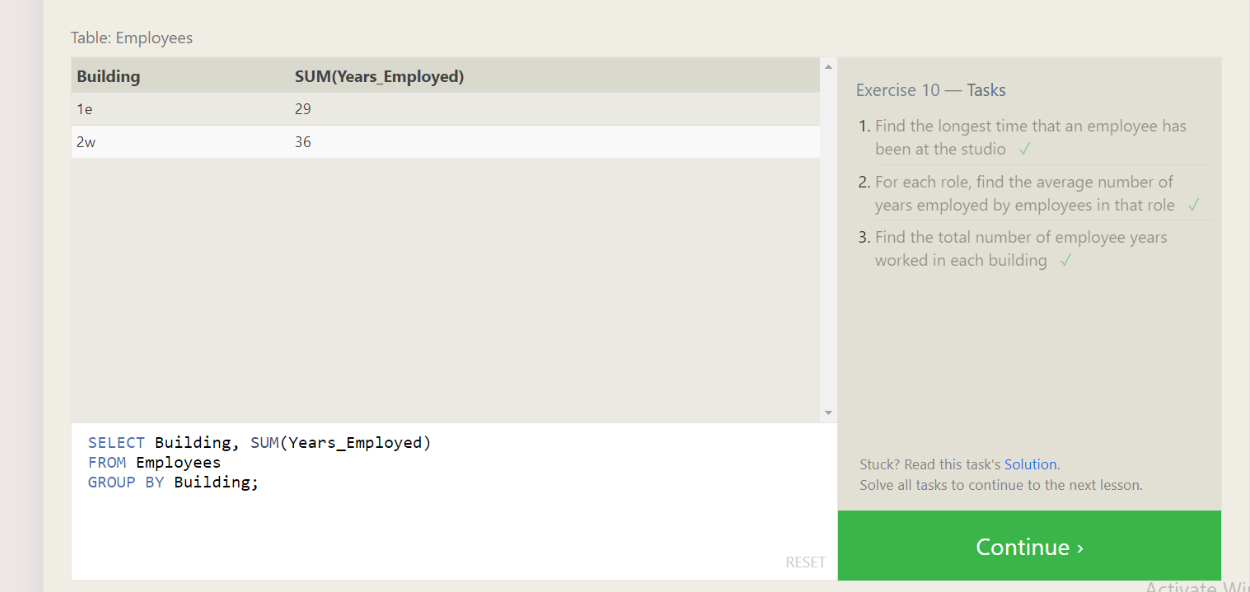 Table: Employees
Building SUM(Years_Employed)
1e 29
2w 36
SELECT Building, SUM(Years_Employed)
FROM Employees
GROUP BY Building;
RESET
Exercise 10 — Tasks
1. Find the longest time that an employee has
been at the studio ✓
2. For each role, find the average number of
years employed by employees in that role ✓
3. Find the total number of employee years
worked in each building ✓
Stuck? Read this task's Solution.
Solve all tasks to continue to the next lesson.
Continue ›
Activate